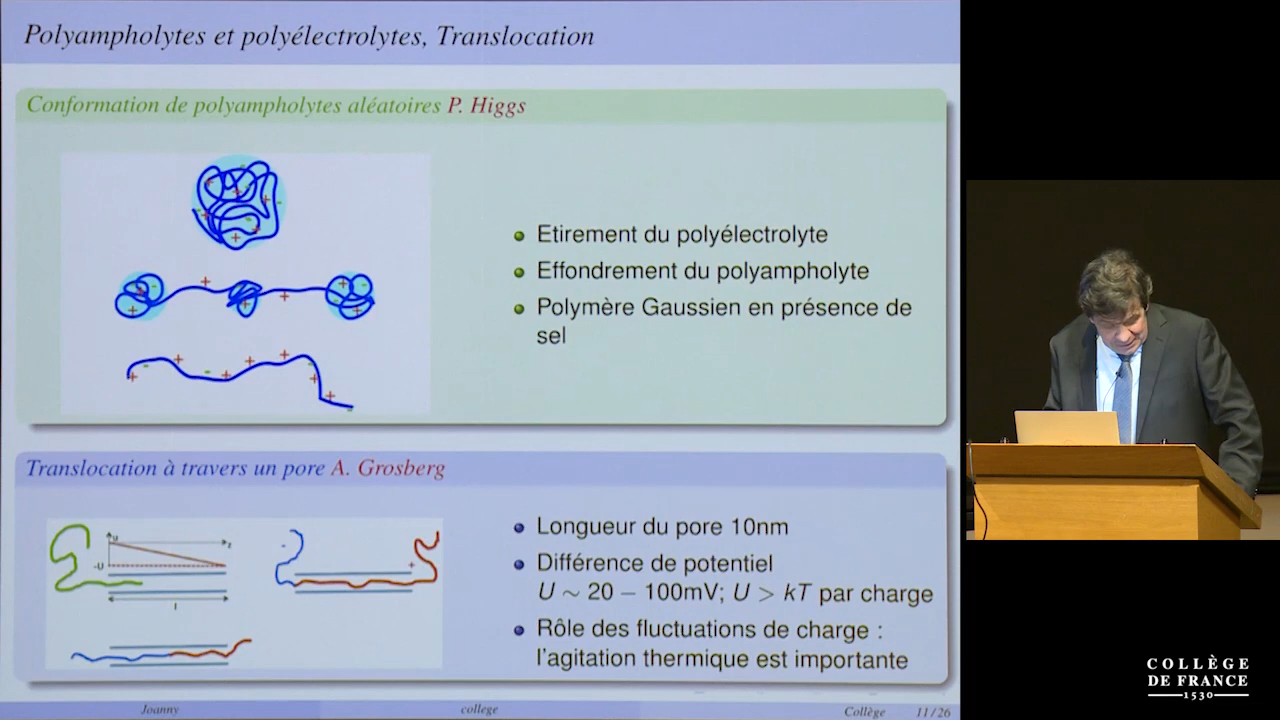 Polyampholytes et polyélectrolytes, Translocation
Conformation de polyampholytes aléatoires P. Higgs
Etirement du polyélectrolyte
Effondrement du polyampholyte
Polymère Gaussien en présence de
sel
Translocation à travers un pore A. Grosberg
u
z
-U
l
- +
Longueur du pore 10nm
Différence de potentiel
U ∼ 20 − 100mV; U > kT par charge
Rôle des fluctuations de charge :
l'agitation thermique est importante
Joanny college Collège 11/26
COLLÈGE
DE FRANCE
1530